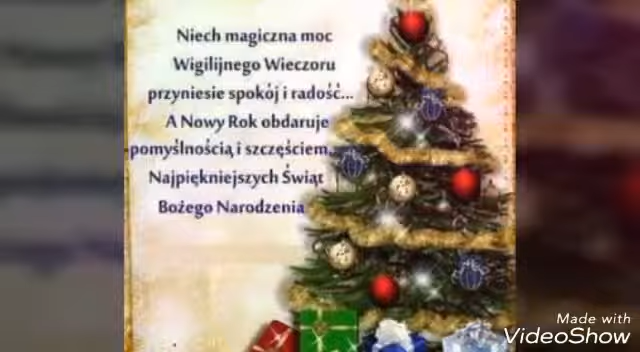 Niech magiczna moc
Wigilijnego Wieczoru
przyniesie spokój i radość...
A Nowy Rok obdaruje
pomyślnością i szczęściem,
Najpiękniejszych Świąt
Bożego Narodzenia
Made with
VideoShow